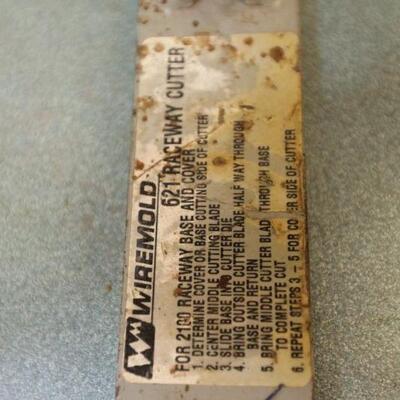 WIREMOLD
621 RACEWAY CUTTER
FOR 2100 RACEWAY BASE AND COVER
1. DETERMINE COVER OR BASE CUTTING SIDE OF CUTTER
2. CENTER MIDDLE CUTTING BLADE
3. SLIDE BASE INTO CUTTER DIE
4. BRING OUTSIDE CUTTER BLADE HALF WAY THROUGH
BASE AND RETURN
5. BRING MIDDLE CUTTER BLAD THROUGH BASE
TO COMPLETE CUT
6. REPEAT STEPS 3 - 5 FOR COVER SIDE OF CUTTER